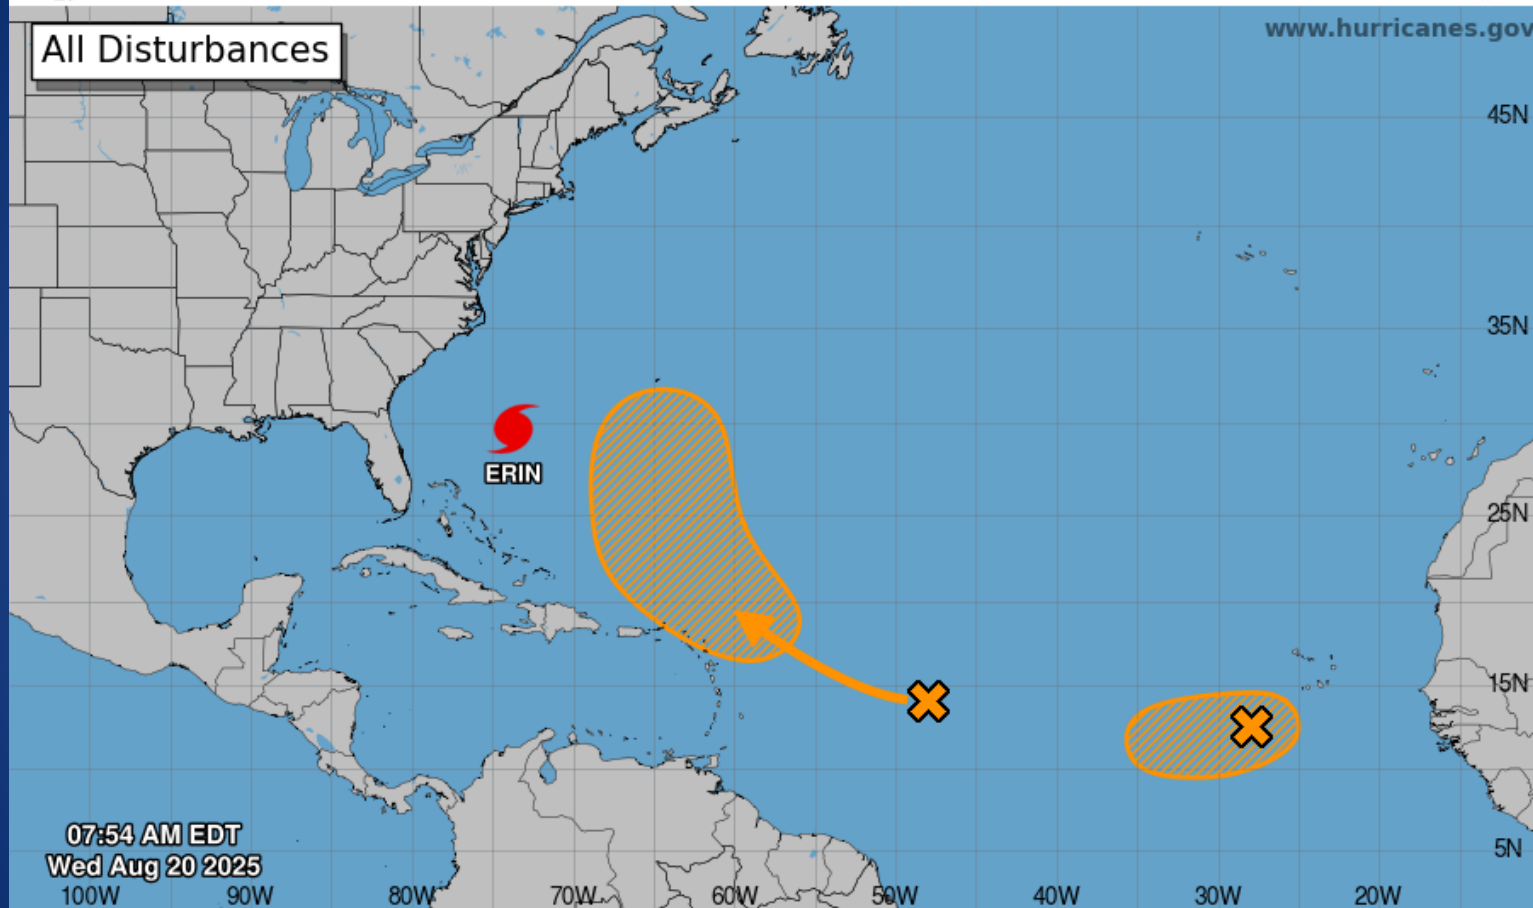 All Disturbances
www.hurricanes.gov
45N
35N
ERIN
25N
15N
07:54 AM EDT
Wed Aug 20 2025
5N
100W 90W 80W 70W 60W 50W 40W 30W 20W